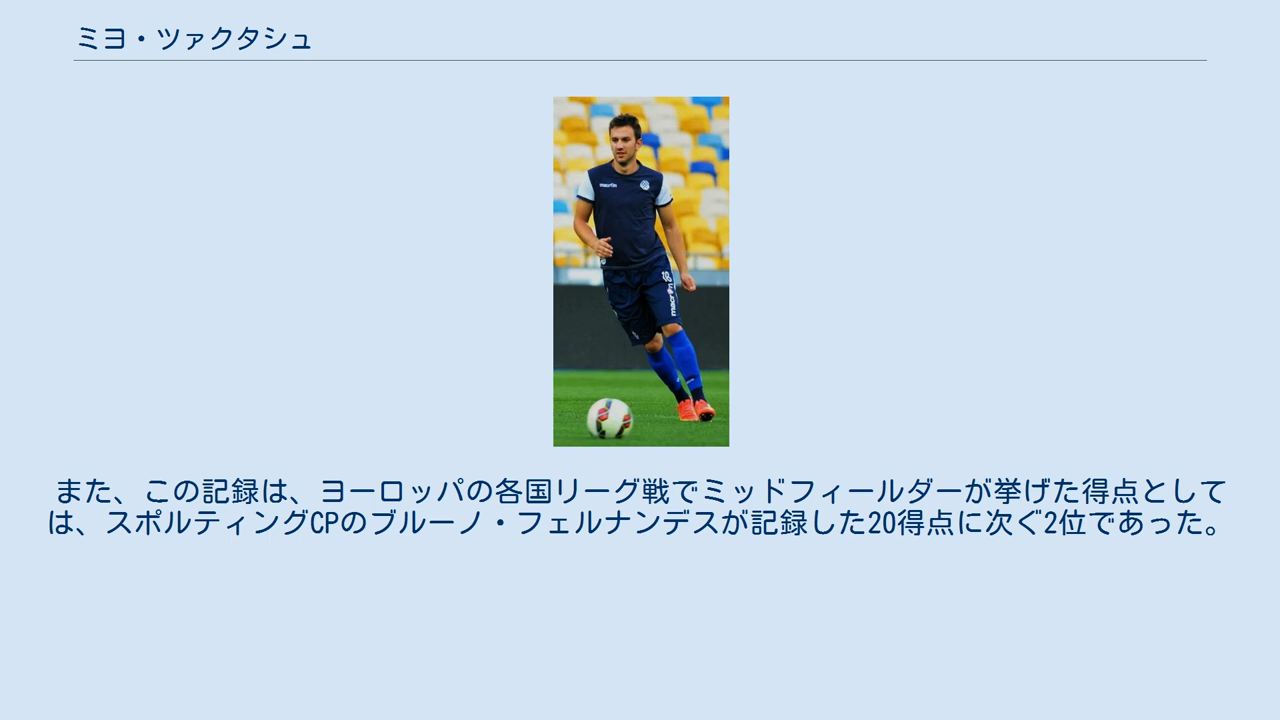 ミヨ・ツァクタシュ
macron
18
macron
また、この記録は、ヨーロッパの各国リーグ戦でミッドフィールダーが挙げた得点として
は、スポルティングCPのブルーノ・フェルナンデスが記録した20得点に次ぐ2位であった。